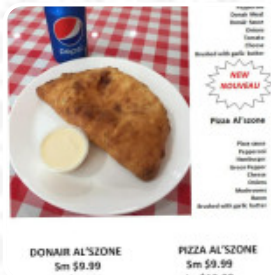 pepsi
Pepperoni
Donair Meat
Donair Sauce
Onions
Tomato
Cheese
Brushed with garlic butter
NEW
NOUVEAU
Pizza Al'szone
Pizza sauce
Pepperoni
Hamburger
Green Pepper
Cheese
Onions
Mushrooms
Bacon
Brushed with garlic butter
DONAIR AL'SZONE
Sm $9.99
PIZZA AL'SZONE
Sm $9.99